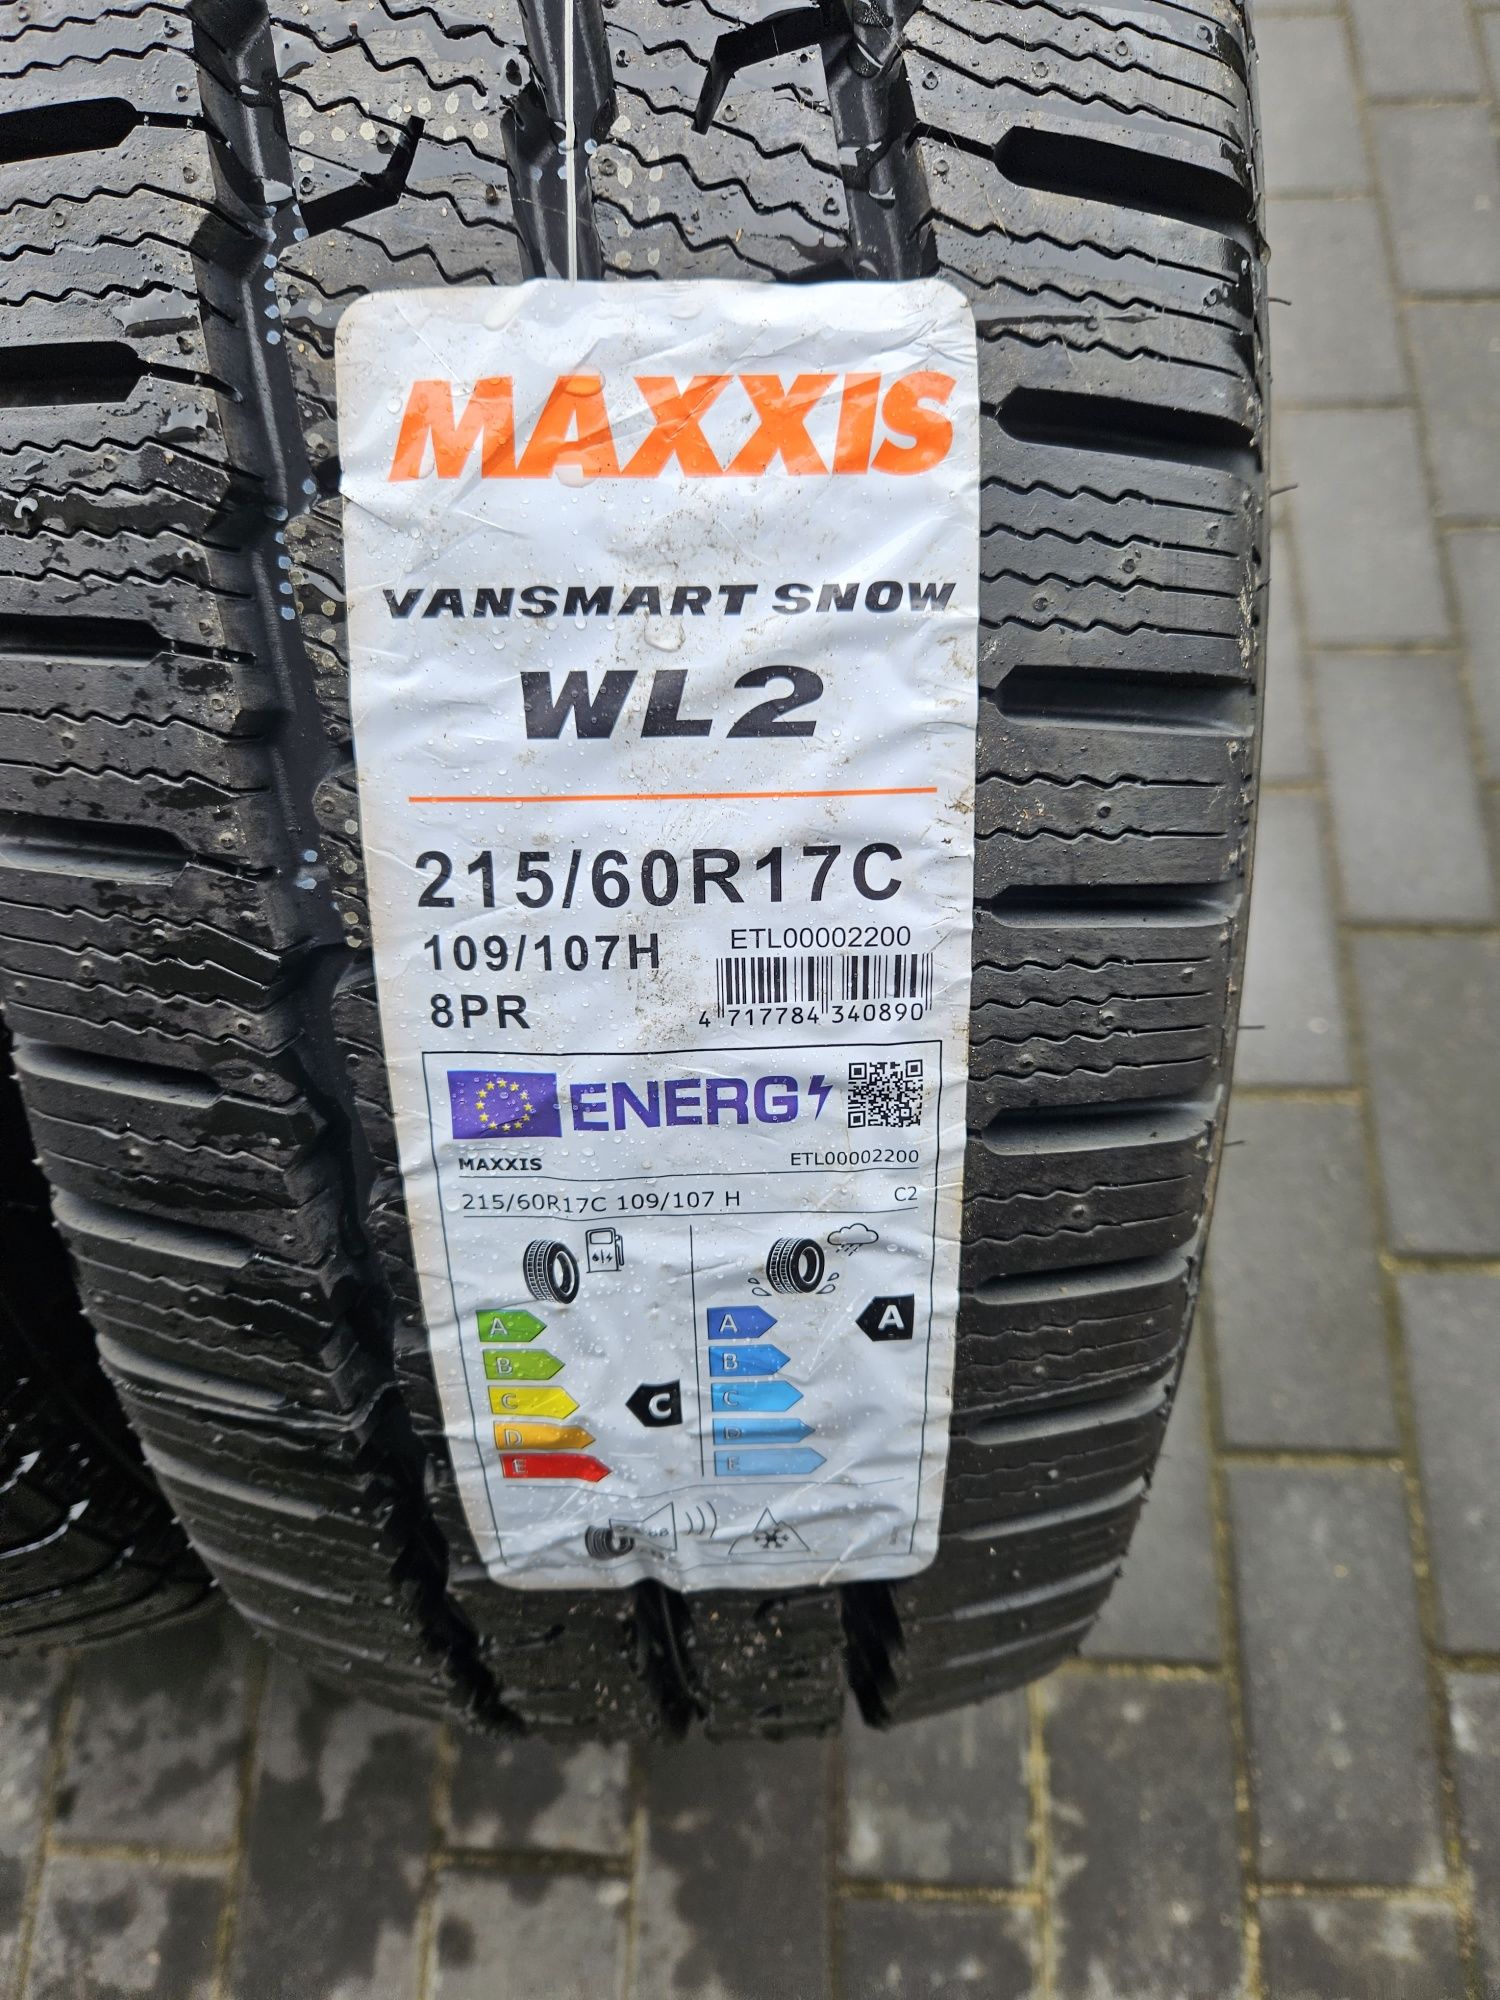 MAXXIS
VANSMART SNOW
WL2
215/60R17C
109/107H
ETL00002200
8PR
4 717784 340890
ENERG
MAXXIS
ETL00002200
215/60R17C 109/107 H
C2
A
A
A
B
B
C
C
C
D
D
E
E